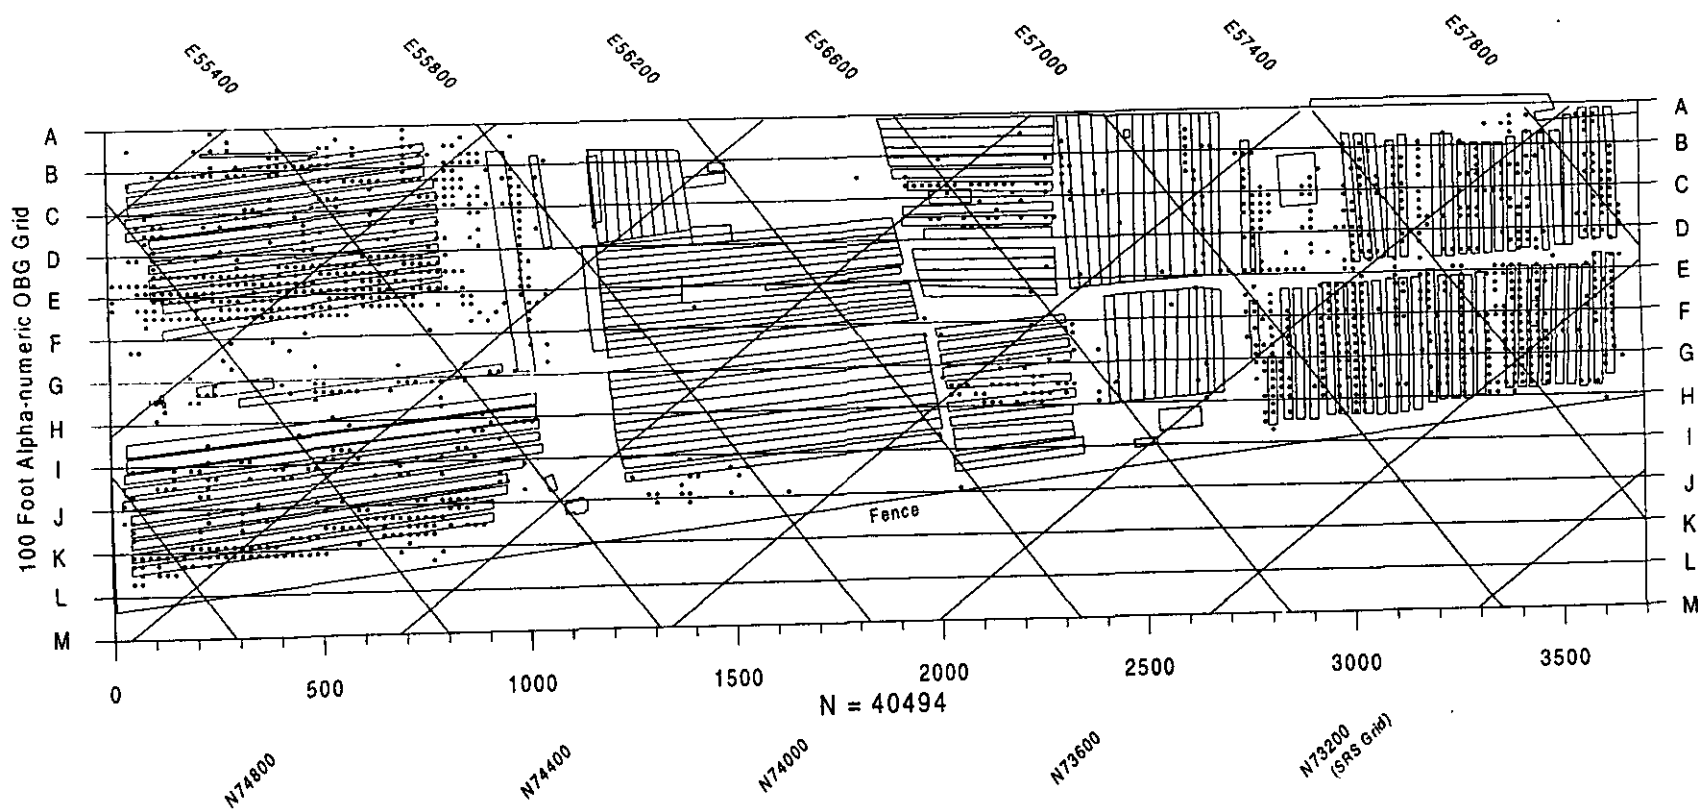 E55400
E55800
E56200
E56600
E57000
E57400
E57800
100 Foot Alpha-numeric OBG Grid
A
B
C
D
E
F
G
H
I
J
K
L
M
A
B
C
D
E
F
G
H
I
J
K
L
M
Fence
0
500
1000
1500
2000
2500
3000
3500
N = 40494
N74800
N74400
N74000
N73600
N73200
(SRS Grid)